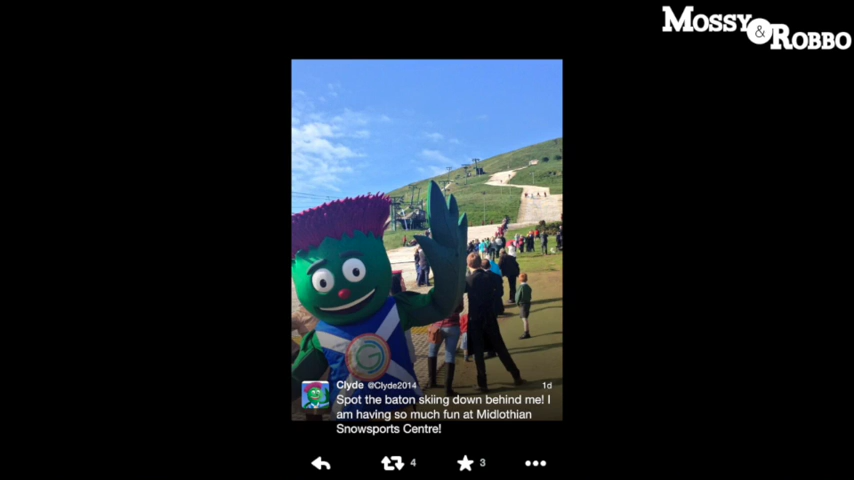 MOSSY & ROBBO
Clyde @Clyde2014 1d
Spot the baton skiing down behind me! I
am having so much fun at Midlothian
Snowsports Centre!
4 3